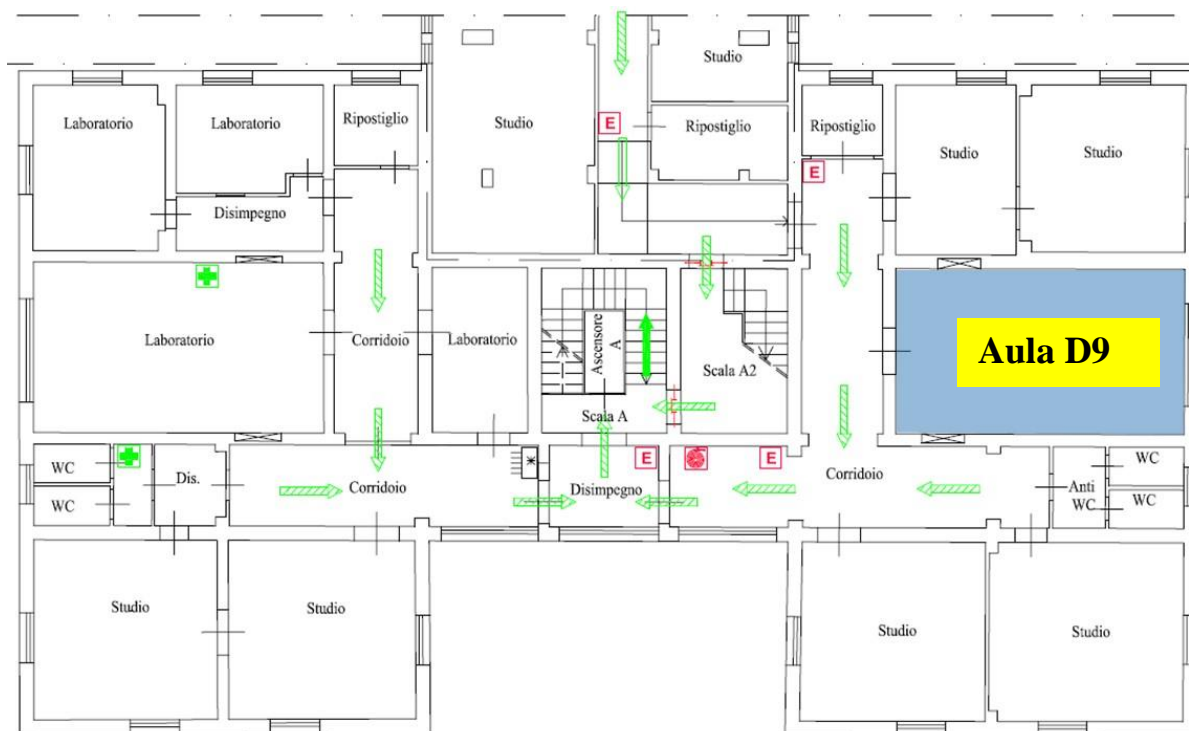 Studio
Laboratorio
Laboratorio
Ripostiglio
Studio
E
Ripostiglio
Ripostiglio
E
Studio
Studio
Disimpegno
Laboratorio
Corridoio
Laboratorio
Ascensore
A
Scala A
Scala A2
Aula D9
WC
WC
Dis.
Corridoio
Disimpegno
E
E
Corridoio
Anti
WC
WC
WC
Studio
Studio
Studio
Studio